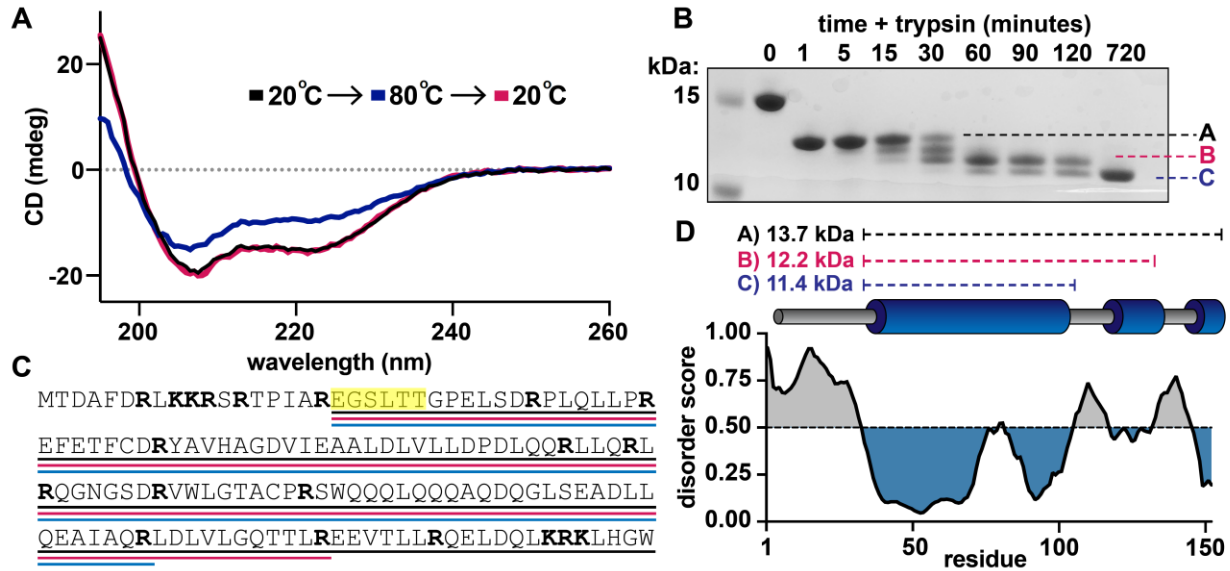 A
20
0
-20
CD (mdeg)
20°C → 80°C → 20°C
200 220 240 260
wavelength (nm)
B
time + trypsin (minutes)
0 1 5 15 30 60 90 120 720
kDa:
15
10
A
B
C
C
MTDAFDRLKKRSRTPIAREGSLTTGPELSDRPLQLLPR
EFETFCDRYAVHAGDVIEAALDLVLLDPDLQQRLLQRL
RQGNGSDRVWLGTACPRSWQQQLQQQAQDQGLSEADLL
QEAIAQRLDLVLGQTTLREEVTLLRQELDQLKRKLHGW
D
A) 13.7 kDa
B) 12.2 kDa
C) 11.4 kDa
1.00
0.75
0.50
0.25
0.00
disorder score
1 50 100 150
residue